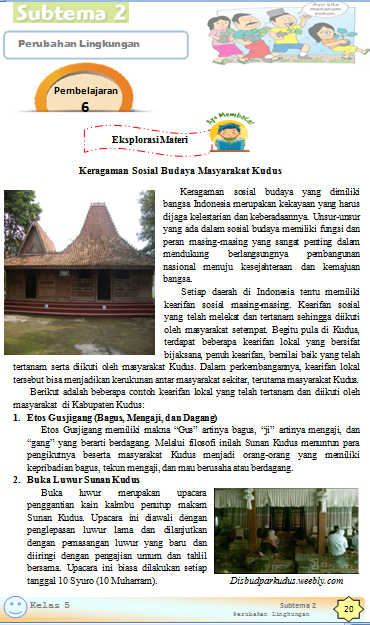 Subtema 2
Ayo kita menanam pohon.
Perubahan Lingkungan
Pembelajaran
6
Ayo Membaca!
Eksplorasi Materi
Keragaman Sosial Budaya Masyarakat Kudus
Keragaman sosial budaya yang dimiliki
bangsa Indonesia merupakan kekayaan yang harus
dijaga kelestarian dan keberadaannya. Unsur-unsur
yang ada dalam sosial budaya memiliki fungsi dan
peran masing-masing yang sangat penting dalam
mendukung berlangsungnya pembangunan
nasional menuju kesejahteraan dan kemajuan
bangsa.
Setiap daerah di Indonesia tentu memiliki
kearifan sosial masing-masing. Kearifan sosial
yang telah melekat dan tertanam sehingga diikuti
oleh masyarakat setempat. Begitu pula di Kudus,
terdapat beberapa kearifan lokal yang bersifat
bijaksana, penuh kearifan, bernilai baik yang telah
tertanam serta diikuti oleh masyarakat Kudus. Dalam perkembangannya, kearifan lokal
tersebut bisa menjadikan kerukunan antar masyarakat sekitar, terutama masyarakat Kudus.
Berikut adalah beberapa contoh kearifan lokal yang telah tertanam dan diikuti oleh
masyarakat di Kabupaten Kudus:
1. Etos Gusjigang (Bagus, Mengaji, dan Dagang)
Etos Gusjigang memiliki makna “Gus” artinya bagus, “ji” artinya mengaji, dan
“gang” yang berarti berdagang. Melalui filosofi inilah Sunan Kudus menuntun para
pengikutnya beserta masyarakat Kudus menjadi orang-orang yang memiliki
kepribadian bagus, tekun mengaji, dan mau berusaha atau berdagang.
2. Buka Luwur Sunan Kudus
Buka luwur merupakan upacara
penggantian kain kalmbu penutup makam
Sunan Kudus. Upacara ini diawali dengan
penglepasan luwur lama dan dilanjutkan
dengan pemasangan luwur yang baru dan
diiringi dengan pengajian umum dan tahlil
bersama. Upacara ini biasa dilakukan setiap
tanggal 10 Syuro (10 Muharram).
Disbudparkudus.weebly.com
Kelas 5
Subtema 2
Perubahan Lingkungan
20